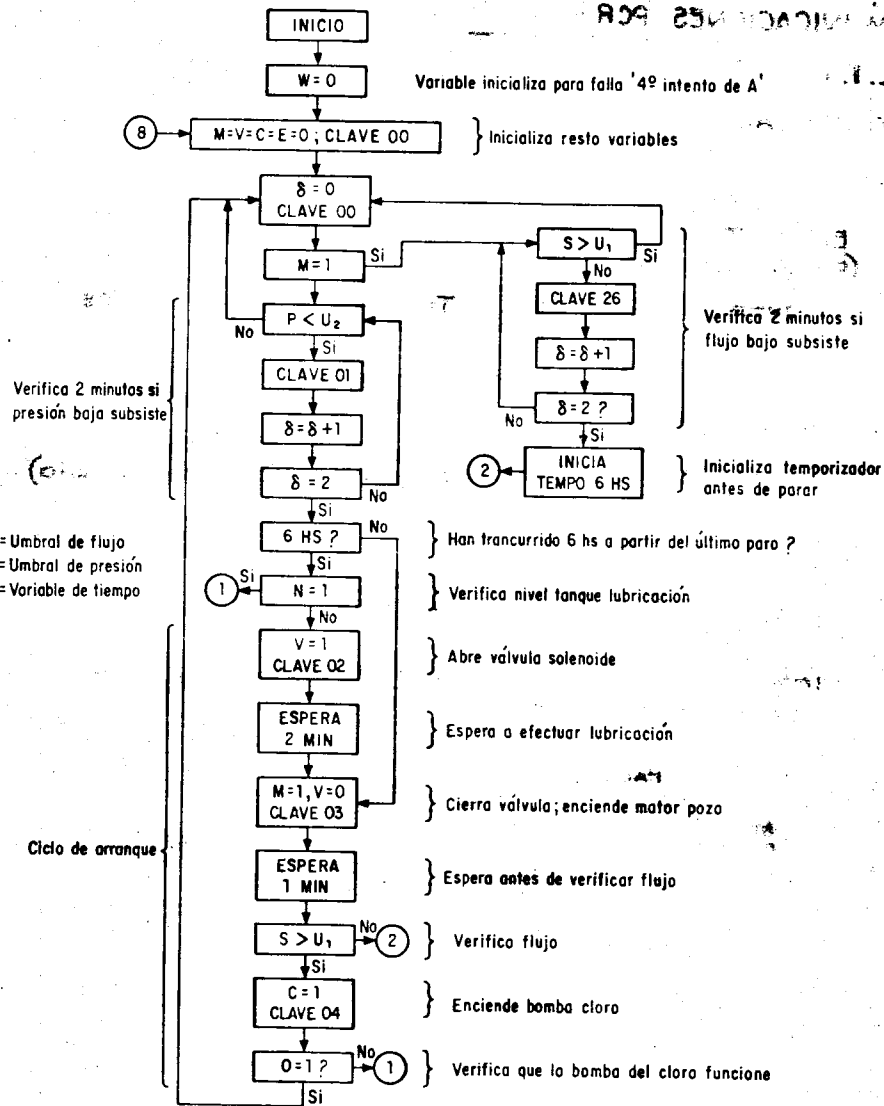 INICIO
W=0
Variable inicializa para falla '4º intento de A'
8
M=V=C=E=0; CLAVE 00
Inicializa resto variables
δ=0
CLAVE 00
M=1
Si
S>U₁
Si
No
CLAVE 26
δ=δ+1
δ=2?
No
Si
INICIA
TEMPO 6 HS
2
Verifica 2 minutos si
flujo bajo subsiste
Inicializa temporizador
antes de parar
P<U₂
No
Si
CLAVE 01
δ=δ+1
δ=2
No
Si
Verifica 2 minutos si
presión baja subsiste
= Umbral de flujo
= Umbral de presión
= Variable de tiempo
6 HS?
No
Si
Han trancurrido 6 hs a partir del último paro ?
1
Si
N=1
No
Verifica nivel tanque lubricación
V=1
CLAVE 02
Abre válvula solenoide
ESPERA
2 MIN
Espera a efectuar lubricación
M=1, V=0
CLAVE 03
Cierra válvula; enciende motor pozo
Ciclo de arranque
ESPERA
1 MIN
Espera antes de verificar flujo
S>U₁
No
2
Si
Verifica flujo
C=1
CLAVE 04
Enciende bomba cloro
O=1?
No
1
Si
Verifica que la bomba del cloro funcione